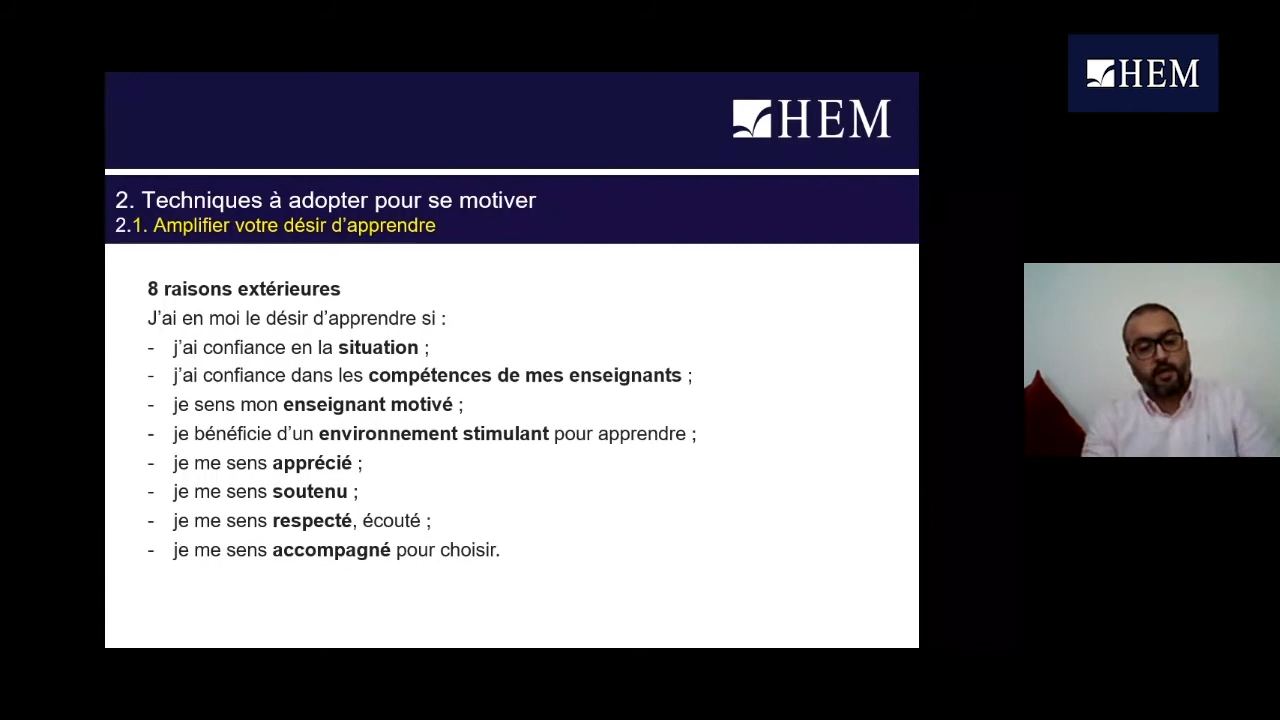 HEM
HEM
2. Techniques à adopter pour se motiver
2.1. Amplifier votre désir d’apprendre
8 raisons extérieures
J’ai en moi le désir d’apprendre si :
- j’ai confiance en la situation ;
- j’ai confiance dans les compétences de mes enseignants ;
- je sens mon enseignant motivé ;
- je bénéficie d’un environnement stimulant pour apprendre ;
- je me sens apprécié ;
- je me sens soutenu ;
- je me sens respecté, écouté ;
- je me sens accompagné pour choisir.